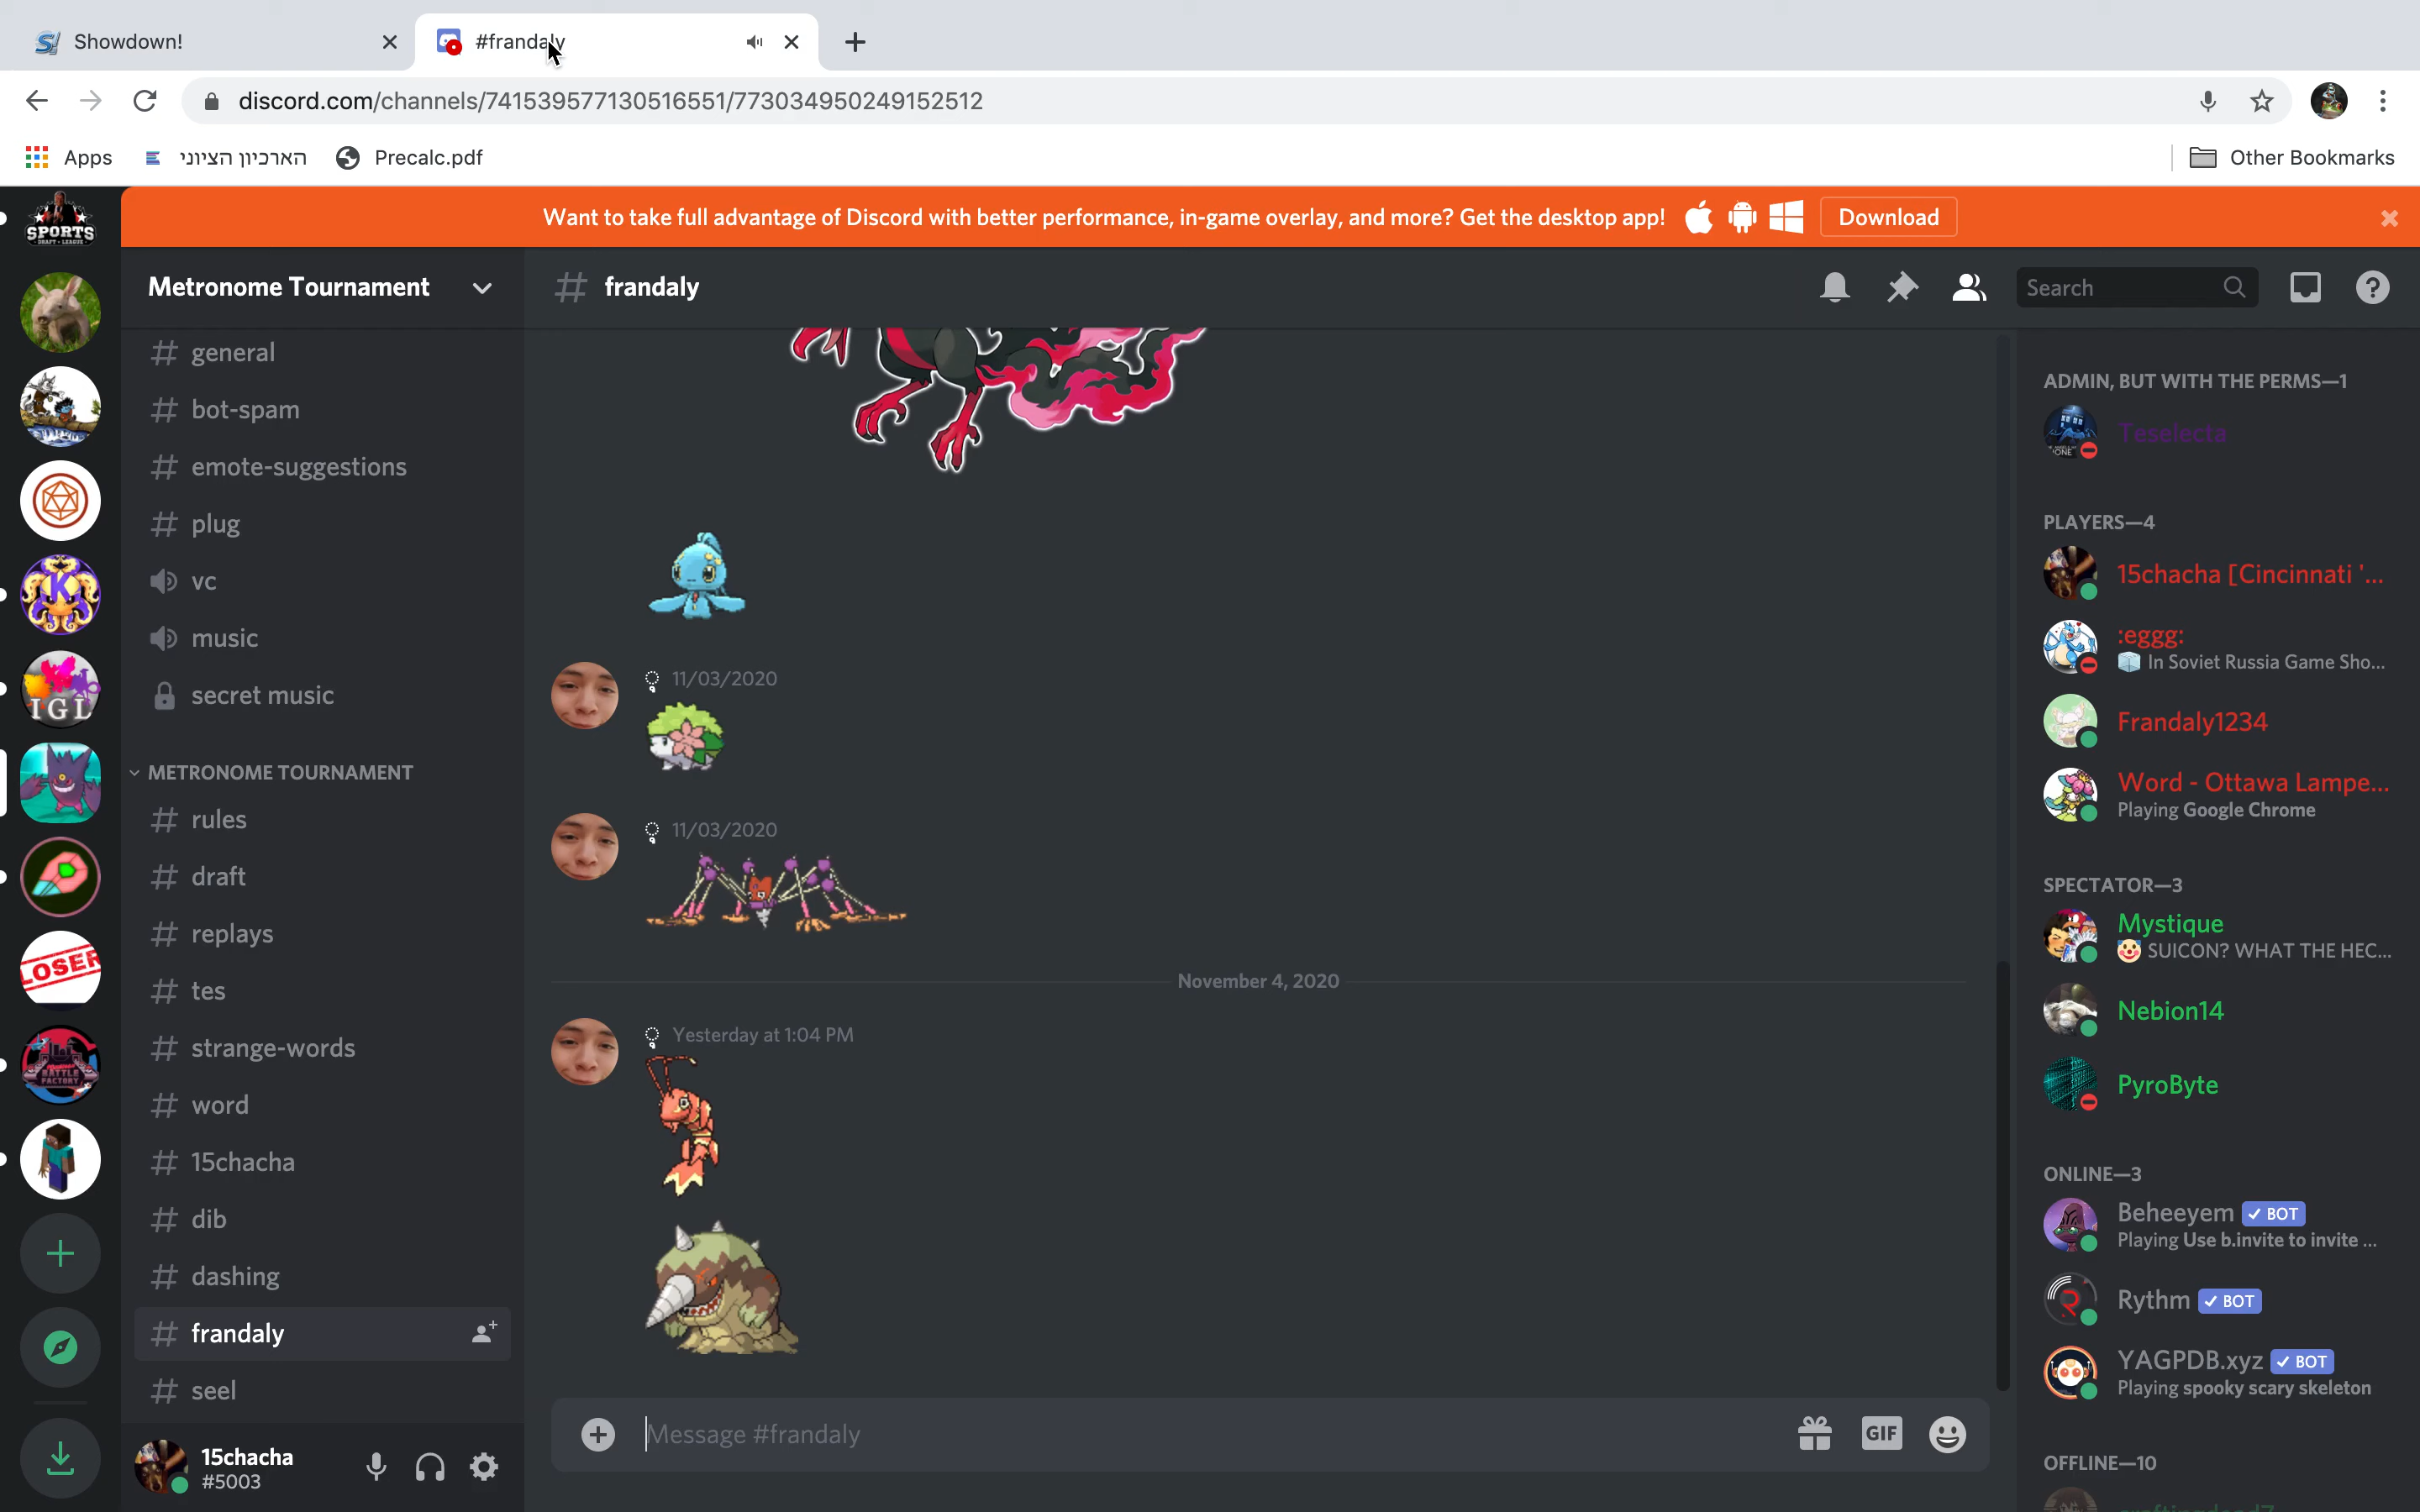 Showdown!
#frandaly
discord.com/channels/741539577130516551/773034950249152512
Apps
הארכיון הציוני
Precalc.pdf
Other Bookmarks
Want to take full advantage of Discord with better performance, in-game overlay, and more? Get the desktop app!
Download
SPORTS
DRAFT LEAGUE
K
IGL
LOSER
BATTLE
FACTORY
Metronome Tournament
general
bot-spam
emote-suggestions
plug
vc
music
secret music
METRONOME TOURNAMENT
rules
draft
replays
tes
strange-words
word
15chacha
dib
dashing
frandaly
seel
15chacha
#5003
# frandaly
Search
11/03/2020
11/03/2020
November 4, 2020
Yesterday at 1:04 PM
Message #frandaly
GIF
ADMIN, BUT WITH THE PERMS—1
Teselecta
PLAYERS—4
15chacha [Cincinnati '...
:eggg:
In Soviet Russia Game Sho...
Frandaly1234
Word - Ottawa Lampe...
Playing Google Chrome
SPECTATOR—3
Mystique
SUICON? WHAT THE HEC...
Nebion14
PyroByte
ONLINE—3
Beheeyem BOT
Playing Use b.invite to invite ...
Rythm BOT
YAGPDB.xyz BOT
Playing spooky scary skeleton
OFFLINE—10